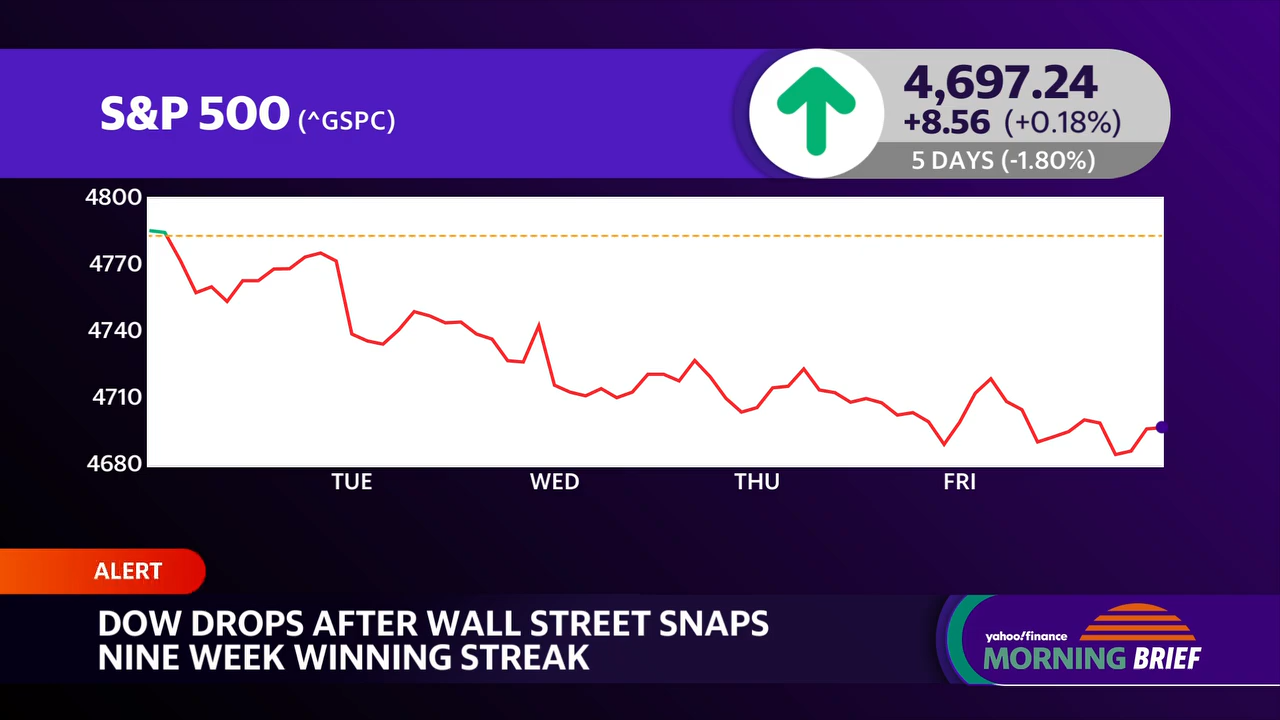 S&P 500 (^GSPC)
4,697.24
+8.56 (+0.18%)
5 DAYS (-1.80%)
4800
4770
4740
4710
4680
TUE WED THU FRI
ALERT
DOW DROPS AFTER WALL STREET SNAPS
NINE WEEK WINNING STREAK
yahoo!finance
MORNING BRIEF